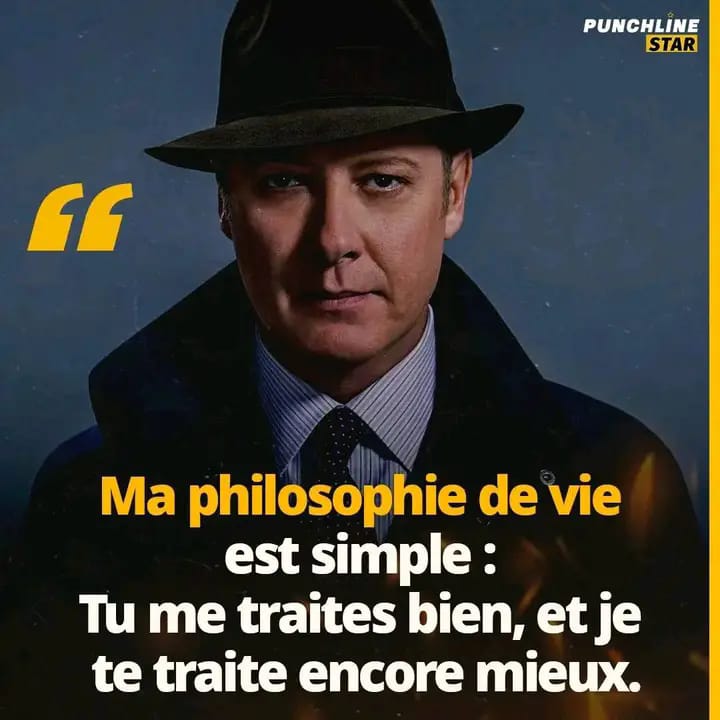 PUNCHLINE
STAR
“
Ma philosophie de vie
est simple :
Tu me traites bien, et je
te traite encore mieux.